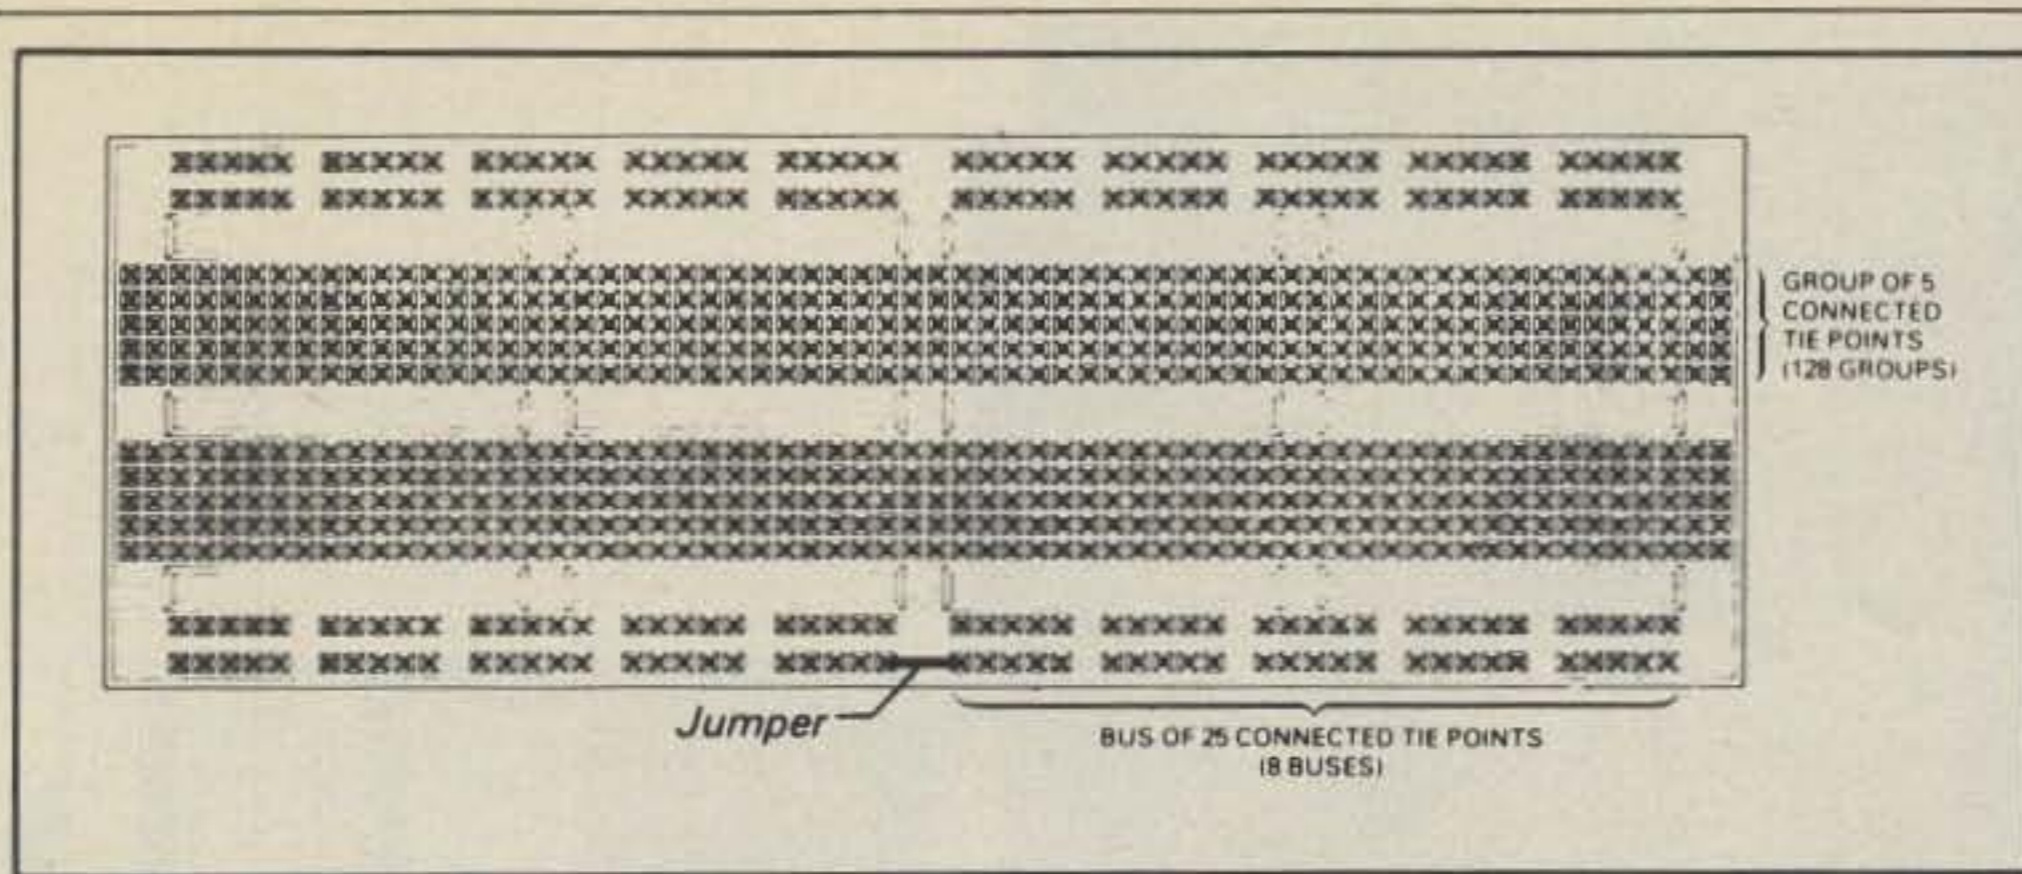 GROUP OF 5
CONNECTED
TIE POINTS
(128 GROUPS)
Jumper
BUS OF 25 CONNECTED TIE POINTS
(8 BUSES)